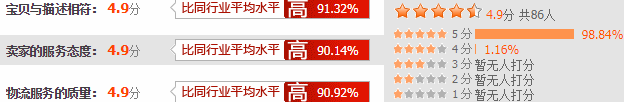 宝贝与描述相符: 4.9分 比同行业平均水平 高 91.32%
卖家的服务态度: 4.9分 比同行业平均水平 高 90.14%
物流服务的质量: 4.9分 比同行业平均水平 高 90.92%
4.9分 共86人
5分 98.84%
4分 1.16%
3分 暂无人打分
2分 暂无人打分
1分 暂无人打分